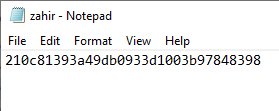 zahir - Notepad
File Edit Format View Help
210c81393a49db0933d1003b97848398